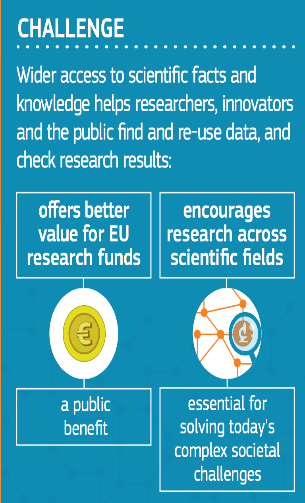 CHALLENGE
Wider access to scientific facts and
knowledge helps researchers, innovators
and the public find and re-use data, and
check research results:
offers better
value for EU
research funds
encourages
research across
scientific fields
€
a public
benefit
essential for
solving today's
complex societal
challenges